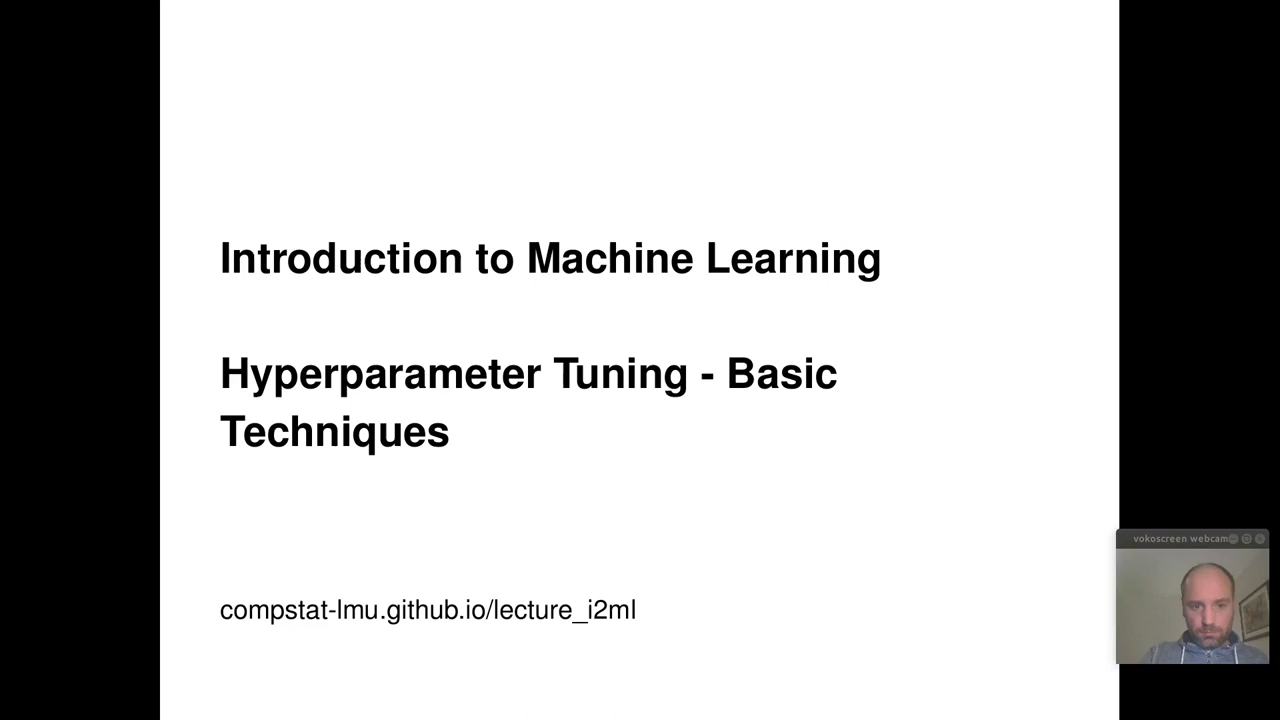 Introduction to Machine Learning
Hyperparameter Tuning - Basic
Techniques
compstat-lmu.github.io/lecture_i2ml
vokoscreen webcam